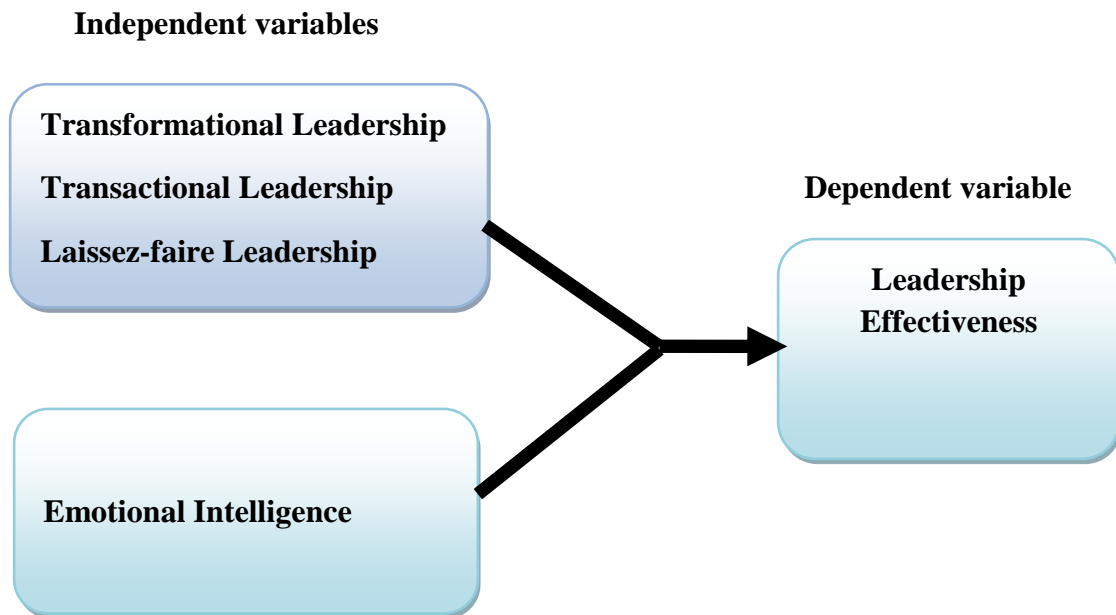 Independent variables
Transformational Leadership
Transactional Leadership
Laissez-faire Leadership
Dependent variable
Leadership
Effectiveness
Emotional Intelligence